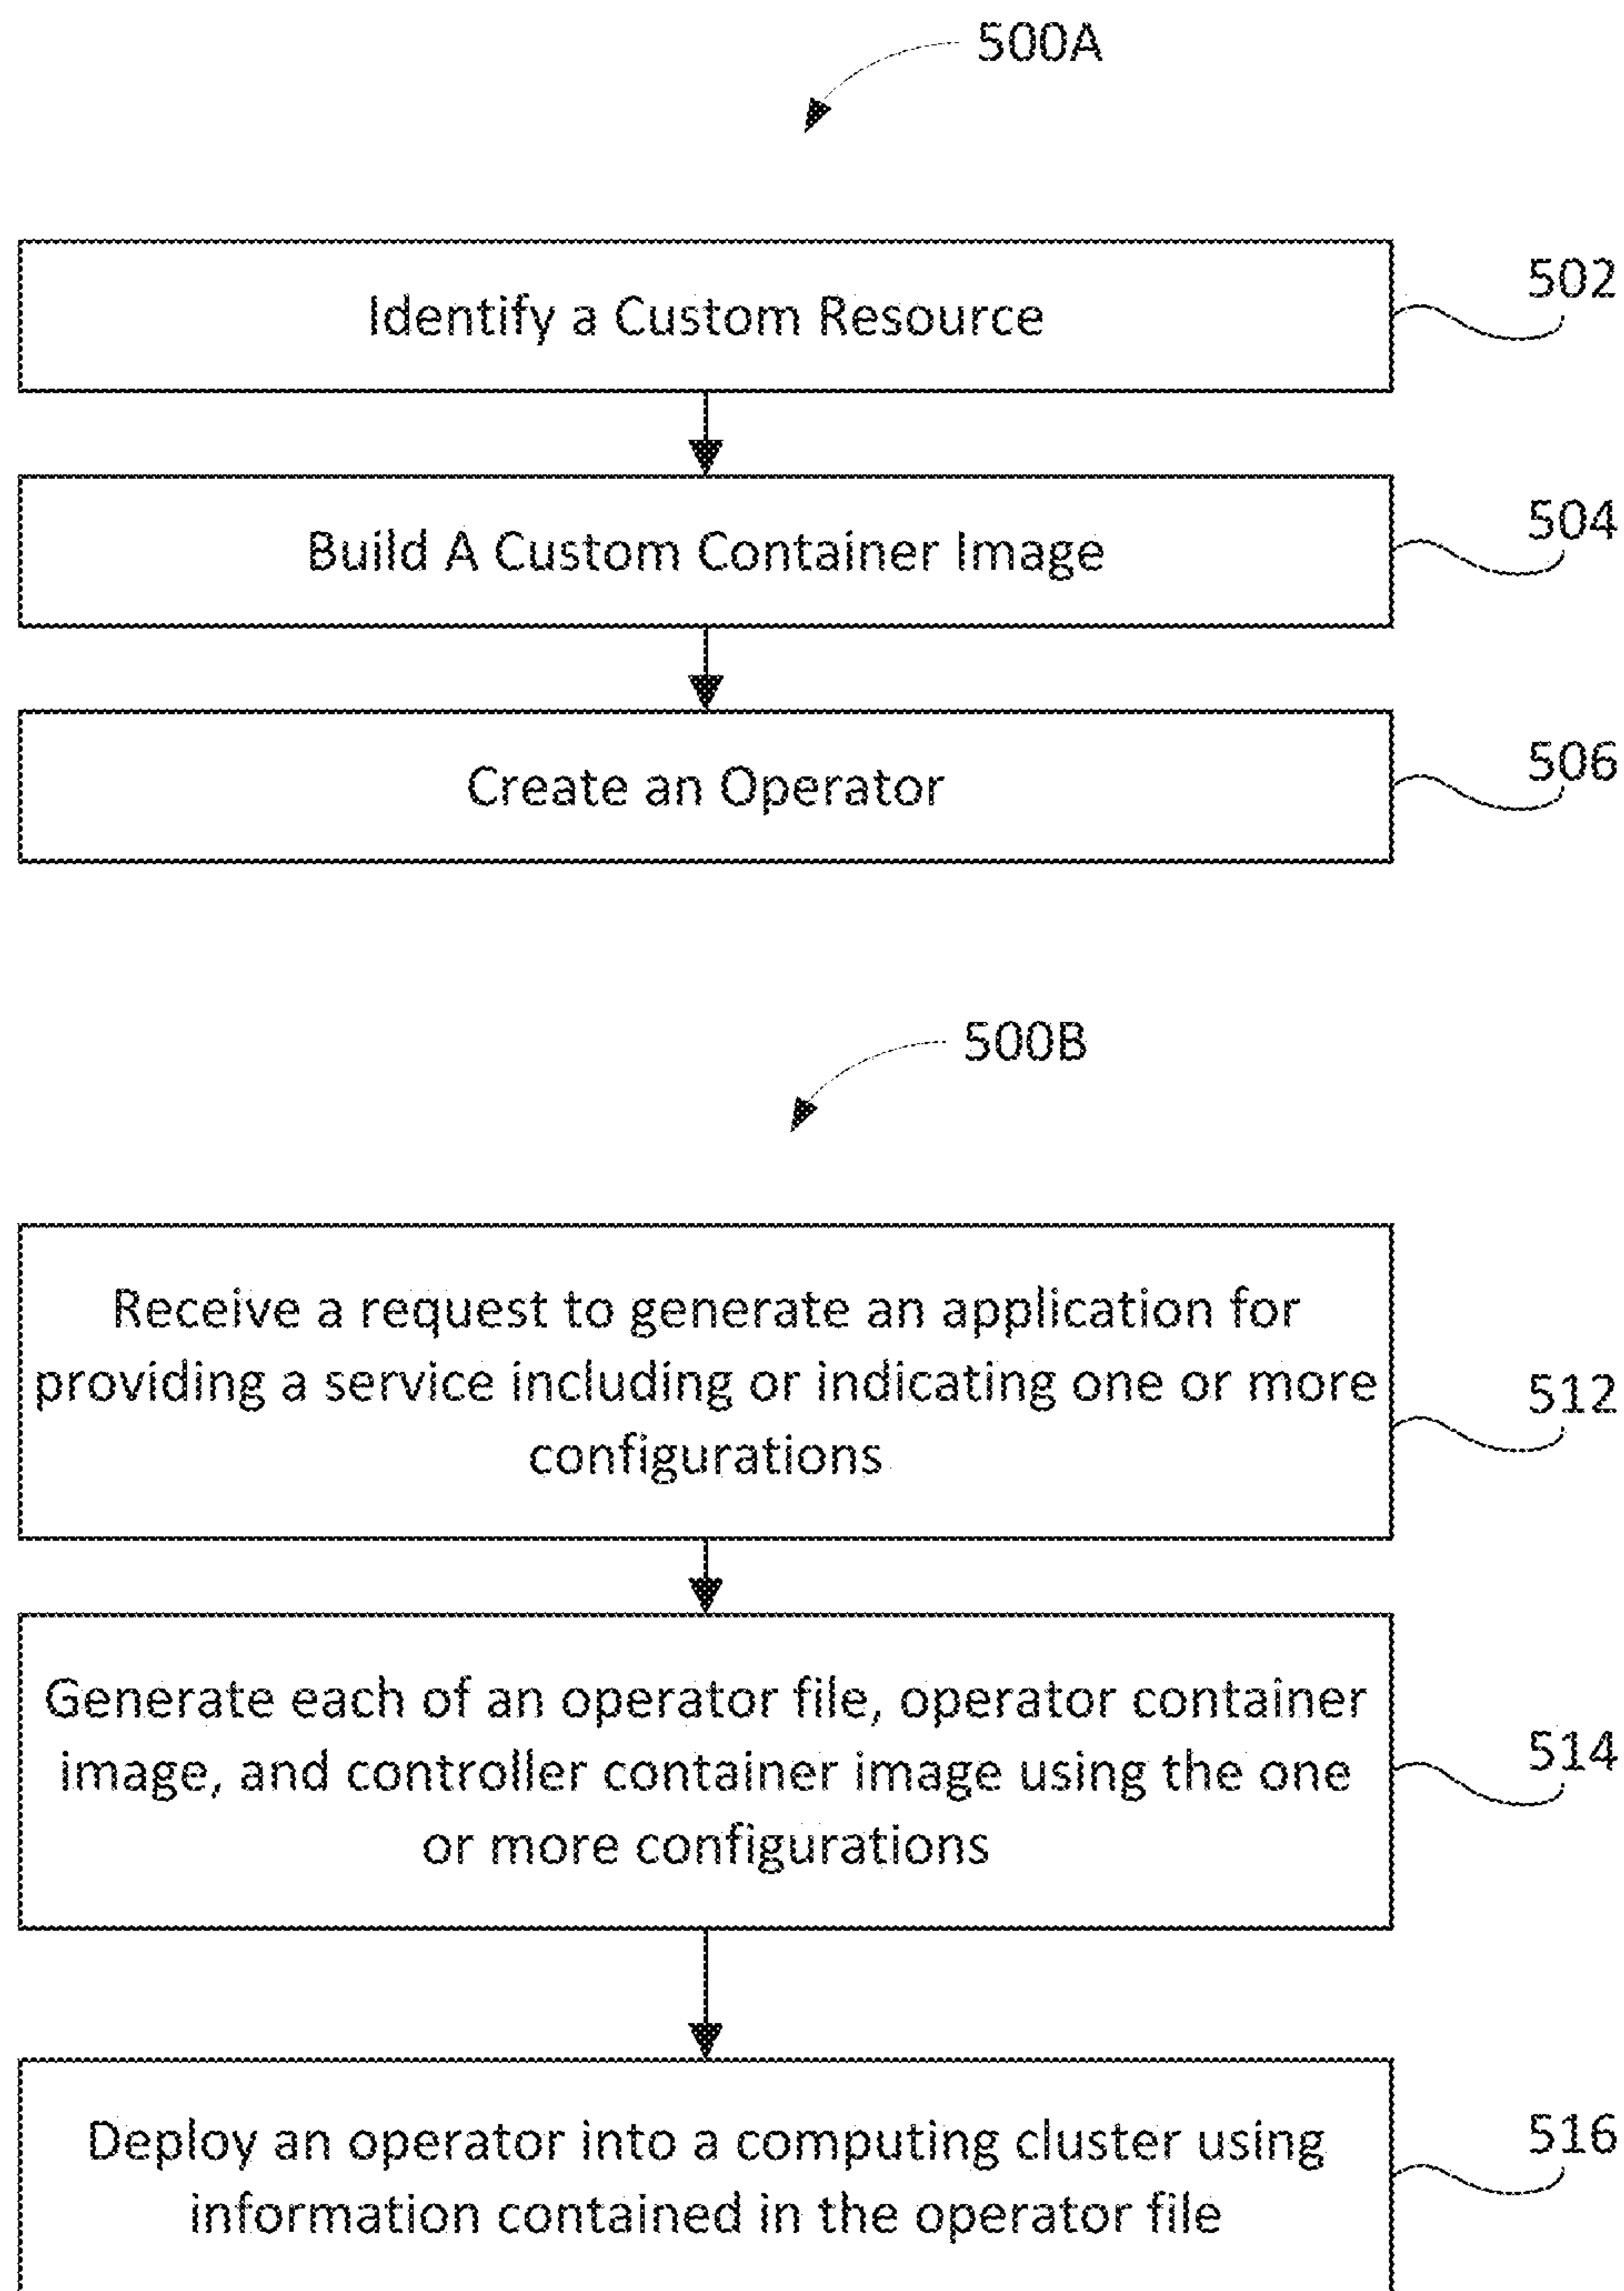 500A
Identify a Custom Resource
502
Build A Custom Container Image
504
Create an Operator
506
500B
Receive a request to generate an application for
providing a service including or indicating one or more
configurations
512
Generate each of an operator file, operator container
image, and controller container image using the one
or more configurations
514
Deploy an operator into a computing cluster using
information contained in the operator file
516